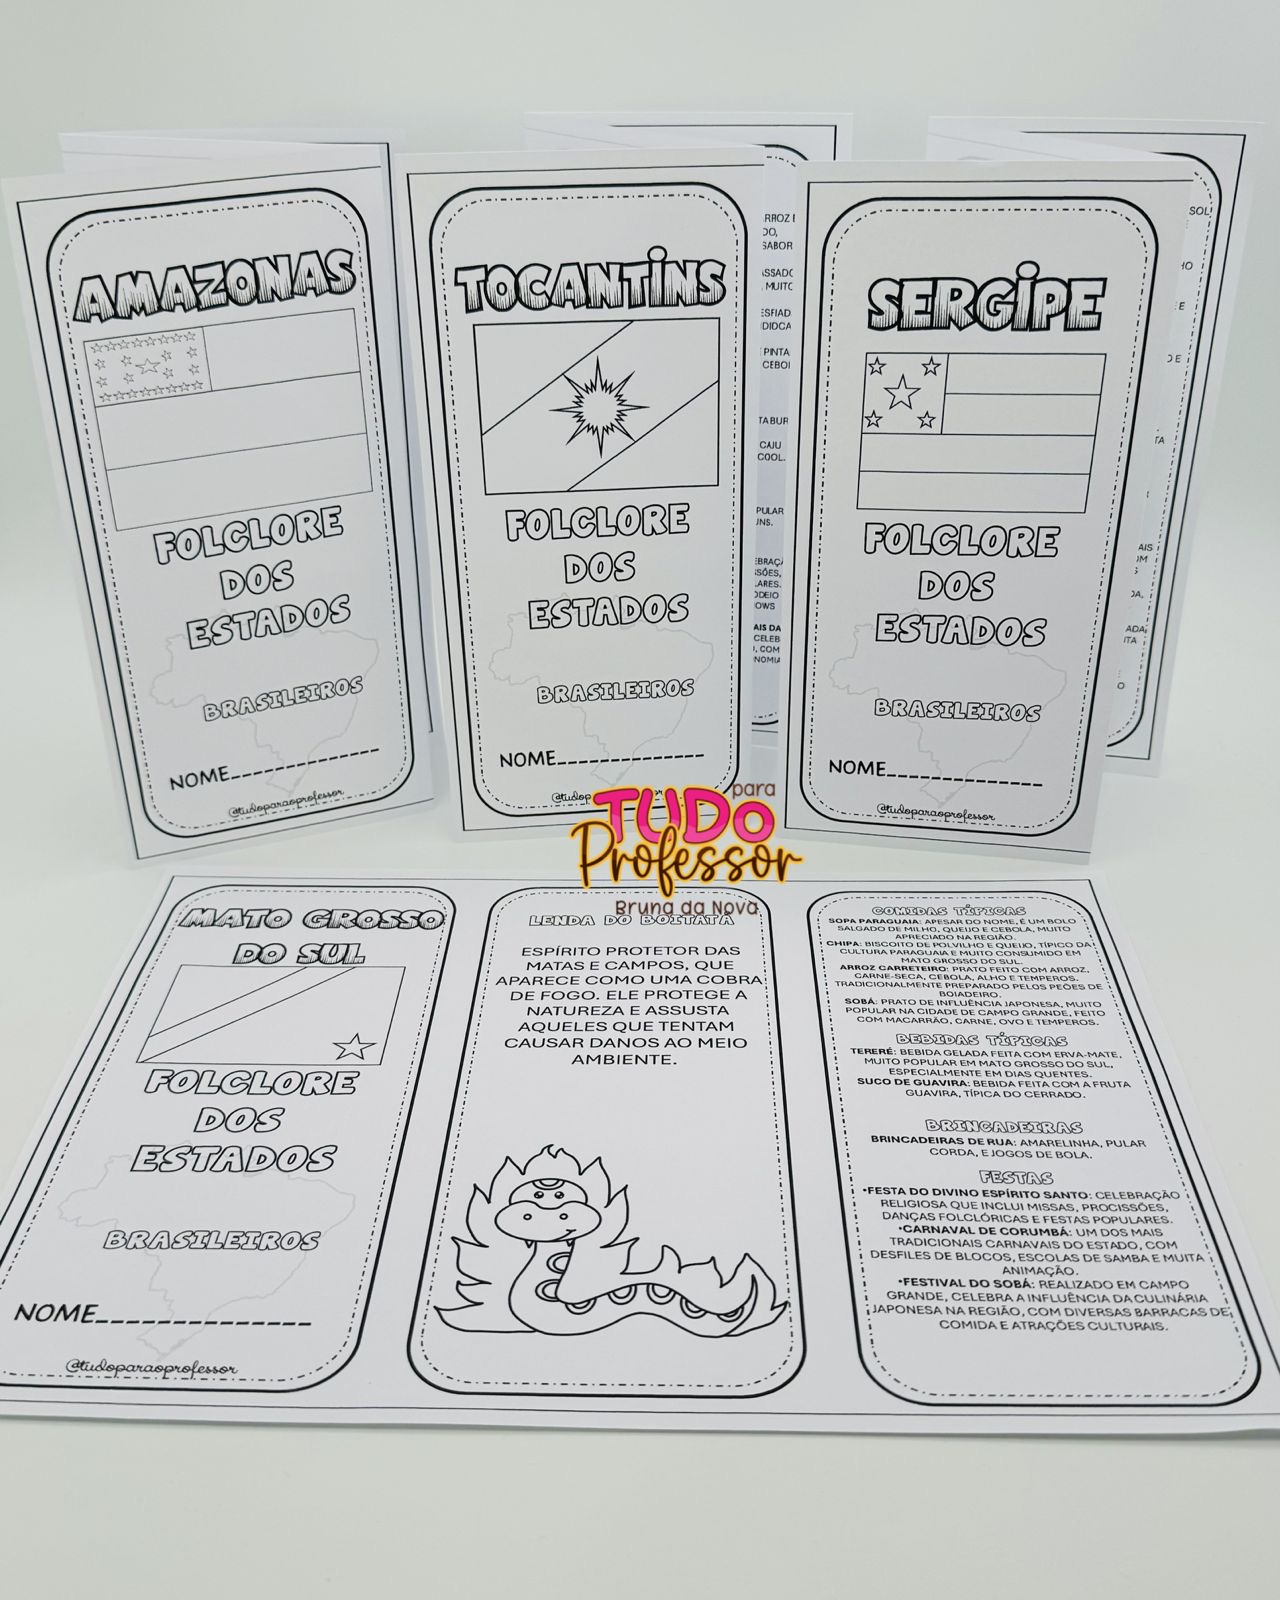 AMAZONAS
FOLCLORE
DOS
ESTADOS
BRASILEIROS
NOME
@tudoparaoprofessor
TOCANTINS
FOLCLORE
DOS
ESTADOS
BRASILEIROS
NOME
SERGIPE
FOLCLORE
DOS
ESTADOS
BRASILEIROS
NOME
@tudoparaoprofessor
para
TUDO
Professor
Bruna da Nova
MATO GROSSO
DO SUL
FOLCLORE
DOS
ESTADOS
BRASILEIROS
NOME
@tudoparaoprofessor
LENDA DO BOITATÁ
ESPÍRITO PROTETOR DAS
MATAS E CAMPOS, QUE
APARECE COMO UMA COBRA
DE FOGO. ELE PROTEGE A
NATUREZA E ASSUSTA
AQUELES QUE TENTAM
CAUSAR DANOS AO MEIO
AMBIENTE.
COMIDAS TÍPICAS
SOPA PARAGUAIA: APESAR DO NOME, É UM BOLO
SALGADO DE MILHO, QUEIJO E CEBOLA, MUITO
APRECIADO NA REGIÃO.
CHIPA: BISCOITO DE POLVILHO E QUEIJO, TÍPICO DA
CULTURA PARAGUAIA E MUITO CONSUMIDO EM
MATO GROSSO DO SUL.
ARROZ CARRETEIRO: PRATO FEITO COM ARROZ,
CARNE-SECA, CEBOLA, ALHO E TEMPEROS.
TRADICIONALMENTE PREPARADO PELOS PEÕES DE
BOIADEIRO.
SOBÁ: PRATO DE INFLUÊNCIA JAPONESA, MUITO
POPULAR NA CIDADE DE CAMPO GRANDE, FEITO
COM MACARRÃO, CARNE, OVO E TEMPEROS.
BEBIDAS TÍPICAS
TERERÉ: BEBIDA GELADA FEITA COM ERVA-MATE,
MUITO POPULAR EM MATO GROSSO DO SUL,
ESPECIALMENTE EM DIAS QUENTES.
SUCO DE GUAVIRA: BEBIDA FEITA COM A FRUTA
GUAVIRA, TÍPICA DO CERRADO.
BRINCADEIRAS
BRINCADEIRAS DE RUA: AMARELINHA, PULAR
CORDA, E JOGOS DE BOLA.
FESTAS
•FESTA DO DIVINO ESPÍRITO SANTO: CELEBRAÇÃO
RELIGIOSA QUE INCLUI MISSAS, PROCISSÕES,
DANÇAS FOLCLÓRICAS E FESTAS POPULARES.
•CARNAVAL DE CORUMBÁ: UM DOS MAIS
TRADICIONAIS CARNAVAIS DO ESTADO, COM
DESFILES DE BLOCOS, ESCOLAS DE SAMBA E MUITA
ANIMAÇÃO.
•FESTIVAL DO SOBÁ: REALIZADO EM CAMPO
GRANDE, CELEBRA A INFLUÊNCIA DA CULINÁRIA
JAPONESA NA REGIÃO, COM DIVERSAS BARRACAS DE
COMIDA E ATRAÇÕES CULTURAIS.